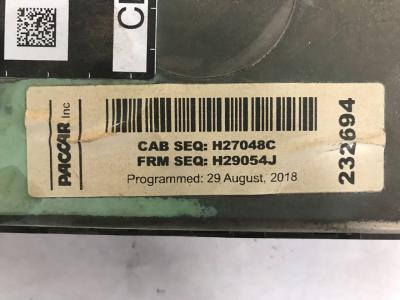 PACCAR Inc
CAB SEQ: H27048C
FRM SEQ: H29054J
Programmed: 29 August, 2018
232694